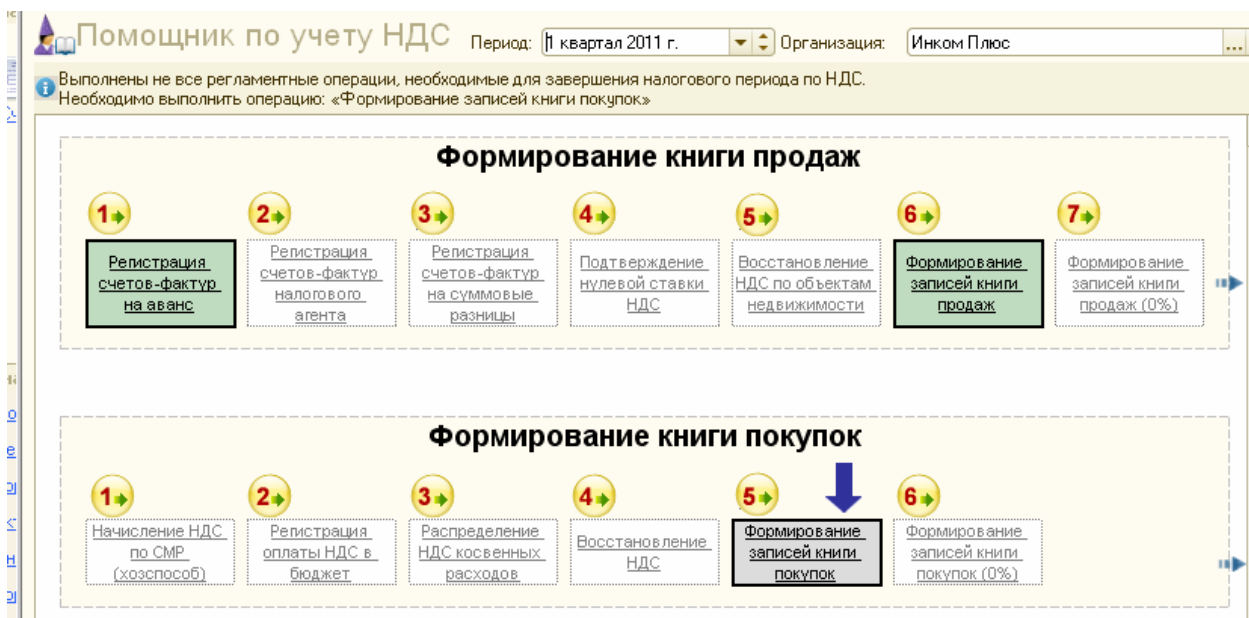 Помощник по учету НДС Период: 1 квартал 2011 г. Организация: Инком Плюс ...
Выполнены не все регламентные операции, необходимые для завершения налогового периода по НДС.
Необходимо выполнить операцию: «Формирование записей книги покупок»
Формирование книги продаж
1
Регистрация
счетов-фактур
на аванс
2
Регистрация
счетов-фактур
налогового
агента
3
Регистрация
счетов-фактур
на суммовые
разницы
4
Подтверждение
нулевой ставки
НДС
5
Восстановление
НДС по объектам
недвижимости
6
Формирование
записей книги
продаж
7
Формирование
записей книги
продаж (0%)
Формирование книги покупок
1
Начисление НДС
по СМР
(хозспособ)
2
Регистрация
оплаты НДС в
бюджет
3
Распределение
НДС косвенных
расходов
4
Восстановление
НДС
5
Формирование
записей книги
покупок
6
Формирование
записей книги
покупок (0%)